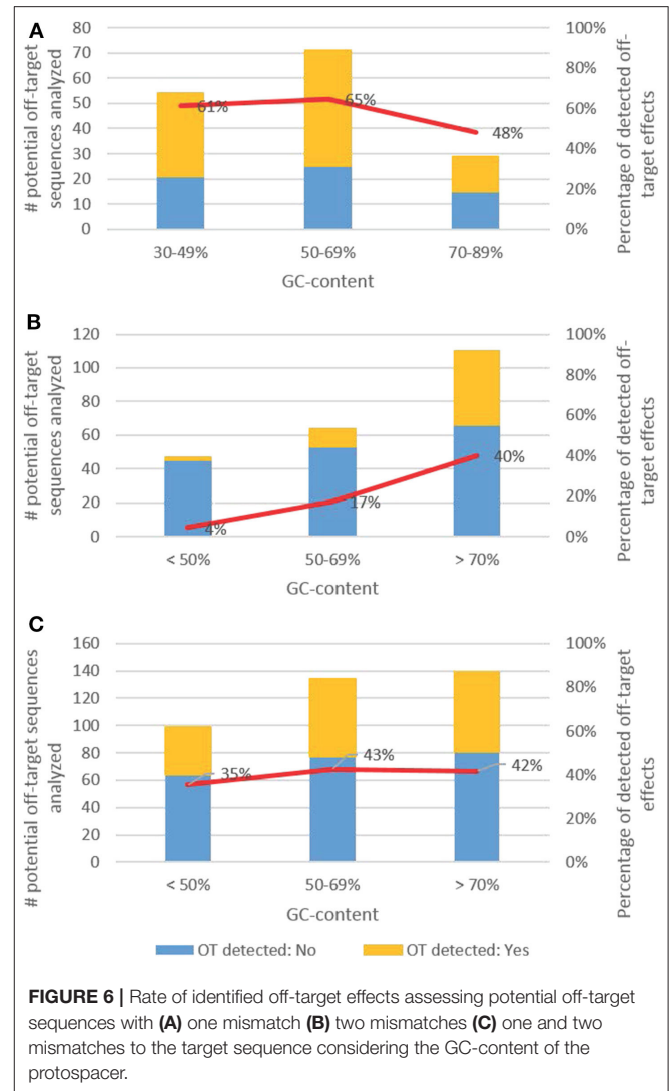 A
80
70
60
50
40
30
20
10
0
# potential off-target
sequences analyzed
100%
80%
60%
40%
20%
0%
Percentage of detected off-
target effects
61%
65%
48%
30-49%
50-69%
70-89%
GC-content
B
120
100
80
60
40
20
0
# potential off-target
sequences analyzed
100%
80%
60%
40%
20%
0%
Percentage of detected off-
target effects
4%
17%
40%
< 50%
50-69%
> 70%
GC-content
C
160
140
120
100
80
60
40
20
0
# potential off-target sequences
analyzed
100%
80%
60%
40%
20%
0%
Percentage of detected off-target
effects
35%
43%
42%
< 50%
50-69%
> 70%
GC-content
OT detected: No
OT detected: Yes
FIGURE 6 | Rate of identified off-target effects assessing potential off-target
sequences with (A) one mismatch (B) two mismatches (C) one and two
mismatches to the target sequence considering the GC-content of the
protospacer.